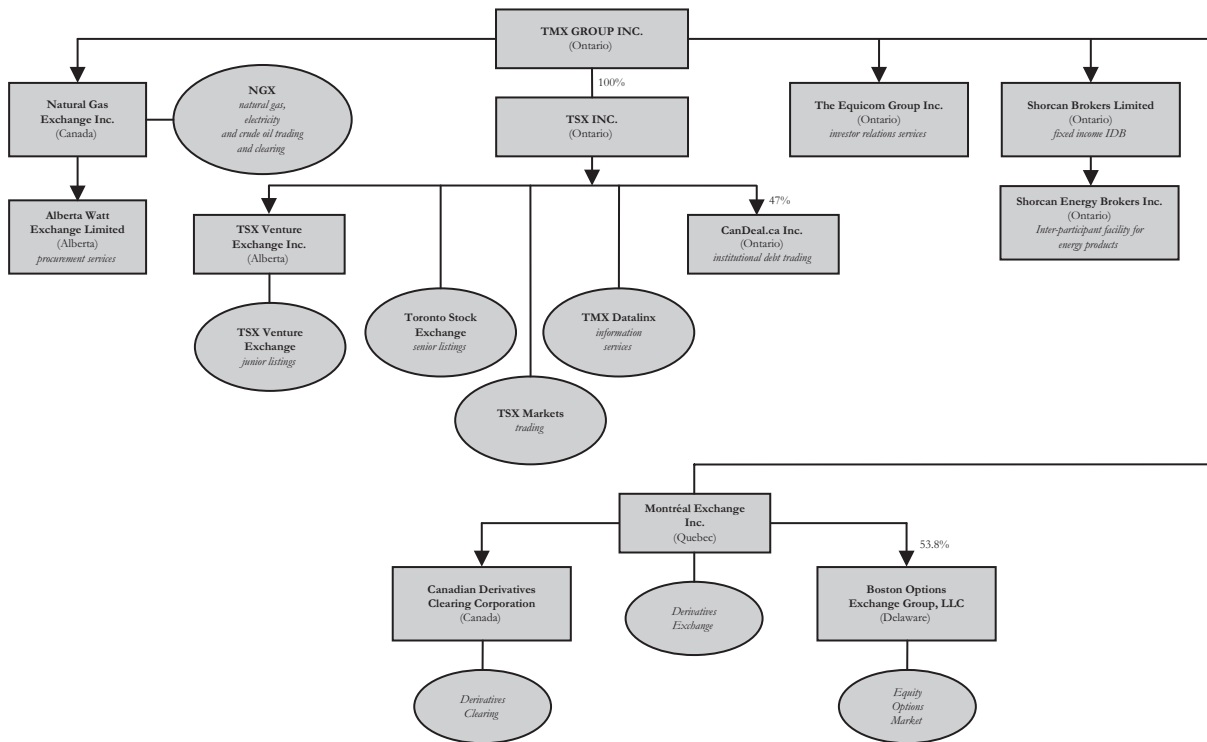 TMX GROUP INC.
(Ontario)
100%
Natural Gas
Exchange Inc.
(Canada)
NGX
natural gas,
electricity
and crude oil trading
and clearing
TSX INC.
(Ontario)
The Equicom Group Inc.
(Ontario)
investor relations services
Shorcan Brokers Limited
(Ontario)
fixed income IDB
Alberta Watt
Exchange Limited
(Alberta)
procurement services
TSX Venture
Exchange Inc.
(Alberta)
47%
CanDeal.ca Inc.
(Ontario)
institutional debt trading
Shorcan Energy Brokers Inc.
(Ontario)
Inter-participant facility for
energy products
TSX Venture
Exchange
junior listings
Toronto Stock
Exchange
senior listings
TMX Datalinx
information
services
TSX Markets
trading
Montréal Exchange
Inc.
(Quebec)
53.8%
Canadian Derivatives
Clearing Corporation
(Canada)
Derivatives
Exchange
Boston Options
Exchange Group, LLC
(Delaware)
Derivatives
Clearing
Equity
Options
Market